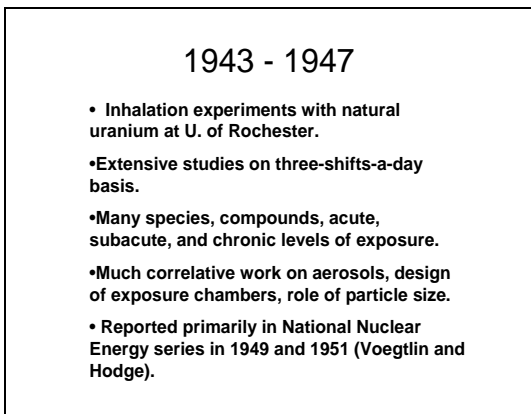 1943 - 1947
• Inhalation experiments with natural
uranium at U. of Rochester.
•Extensive studies on three-shifts-a-day
basis.
•Many species, compounds, acute,
subacute, and chronic levels of exposure.
•Much correlative work on aerosols, design
of exposure chambers, role of particle size.
• Reported primarily in National Nuclear
Energy series in 1949 and 1951 (Voegtlin and
Hodge).